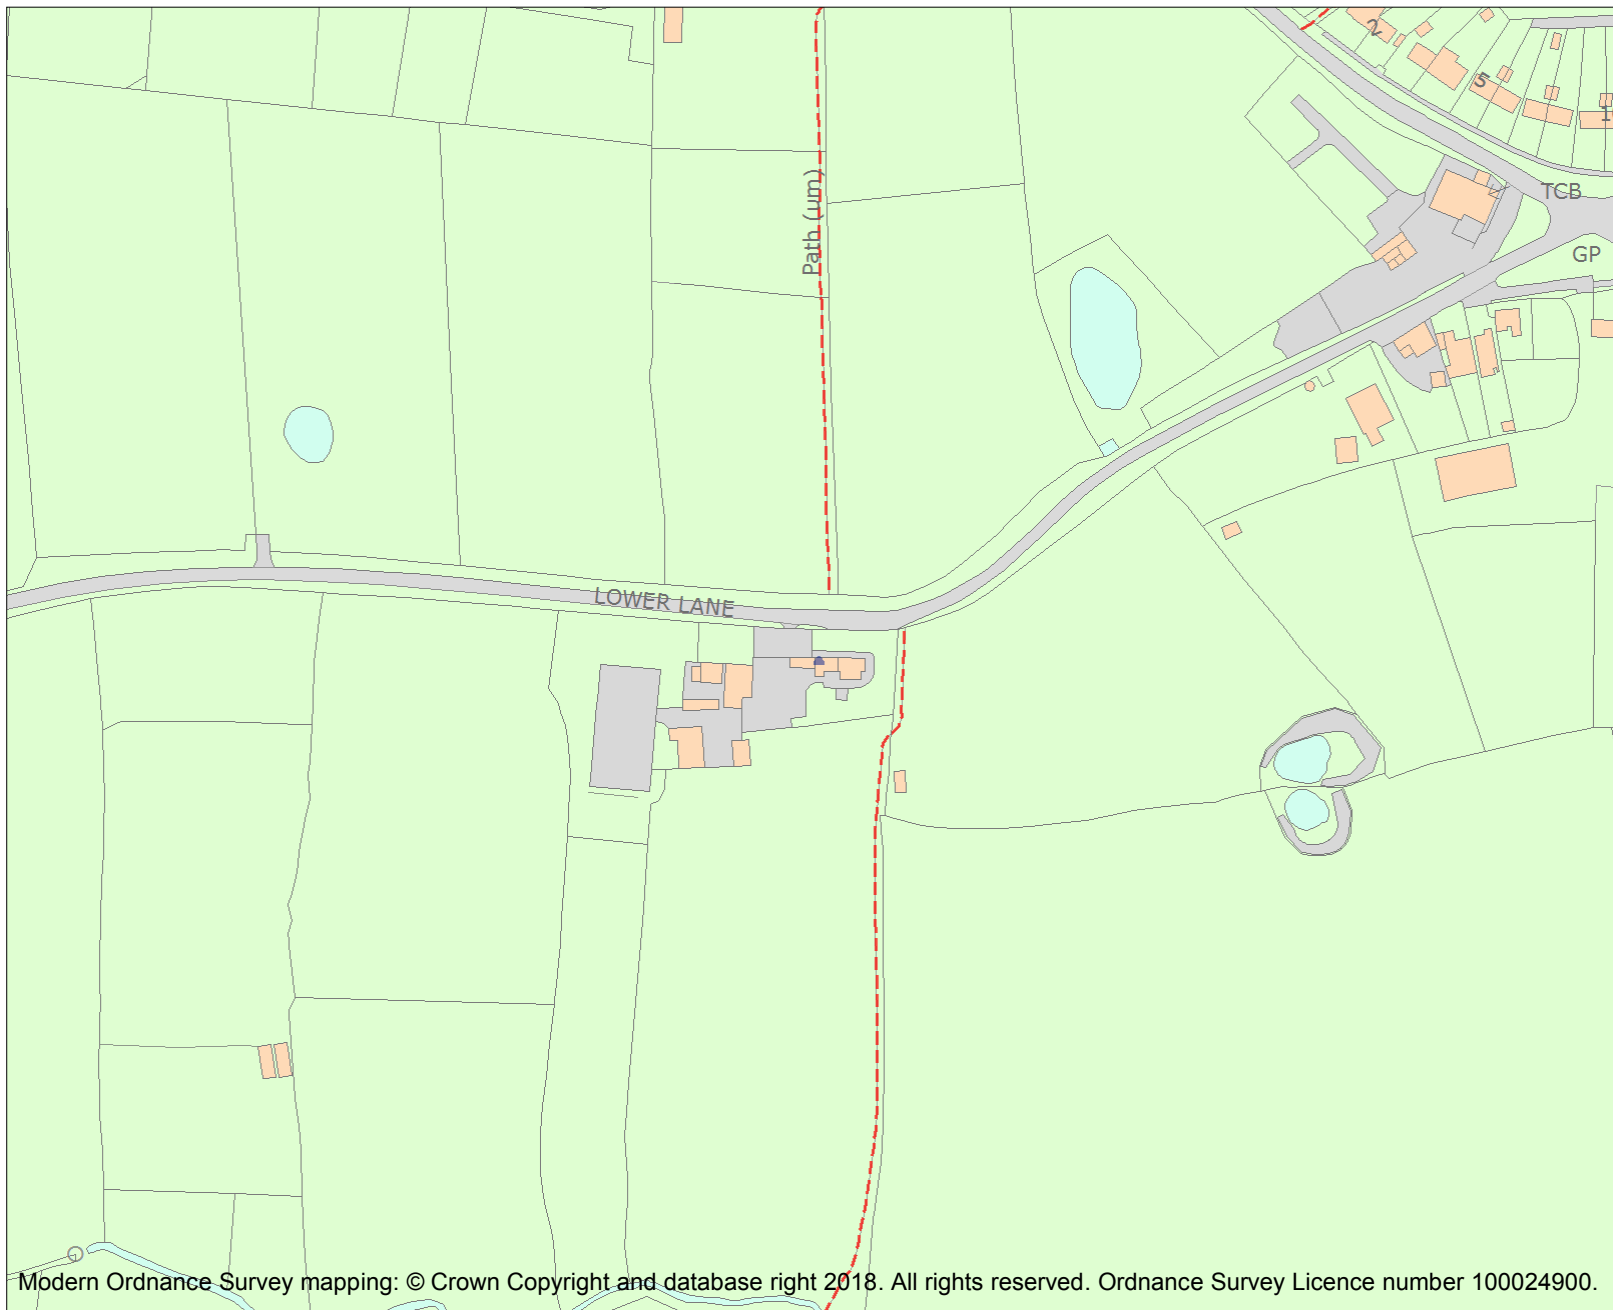 2
5
1
TCB
Path (um)
GP
LOWER LANE
Modern Ordnance Survey mapping: © Crown Copyright and database right 2018. All rights reserved. Ordnance Survey Licence number 100024900.